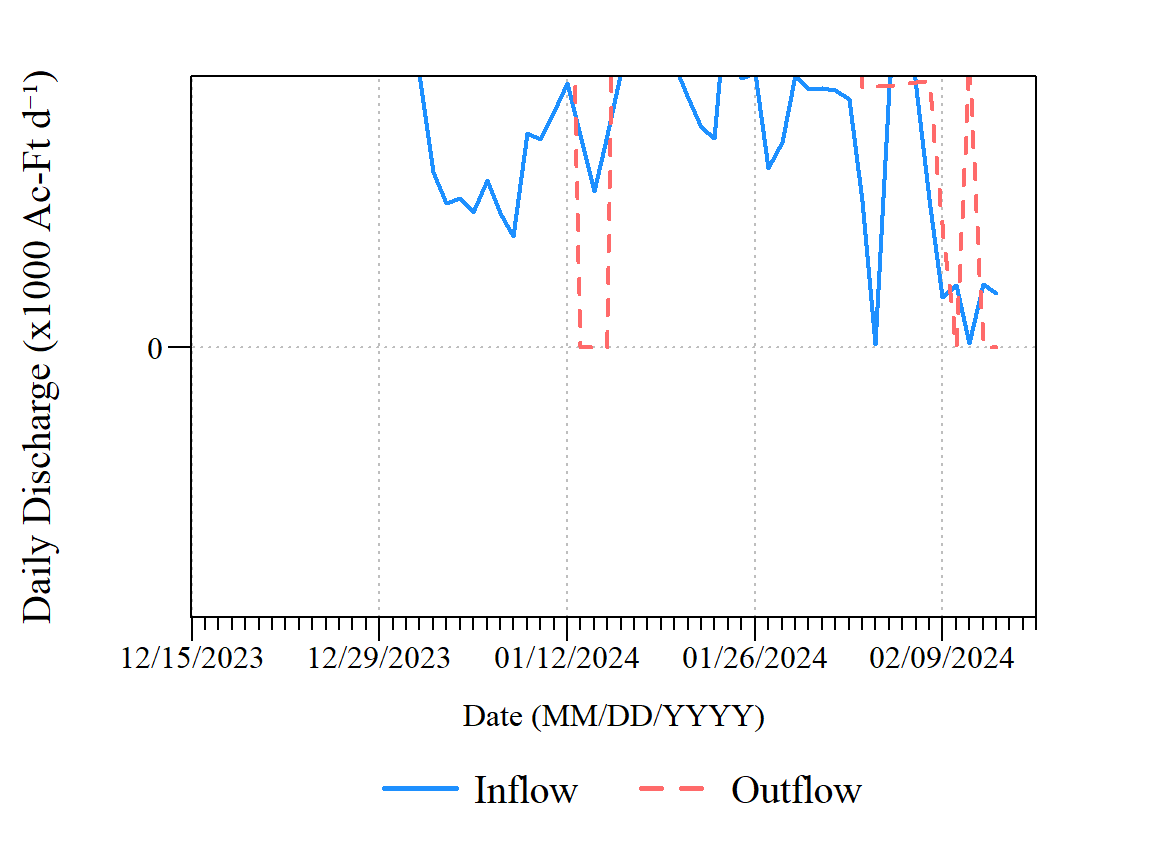 Daily Discharge (x1000 Ac-Ft d⁻¹)
0
12/15/2023 12/29/2023 01/12/2024 01/26/2024 02/09/2024
Date (MM/DD/YYYY)
Inflow Outflow